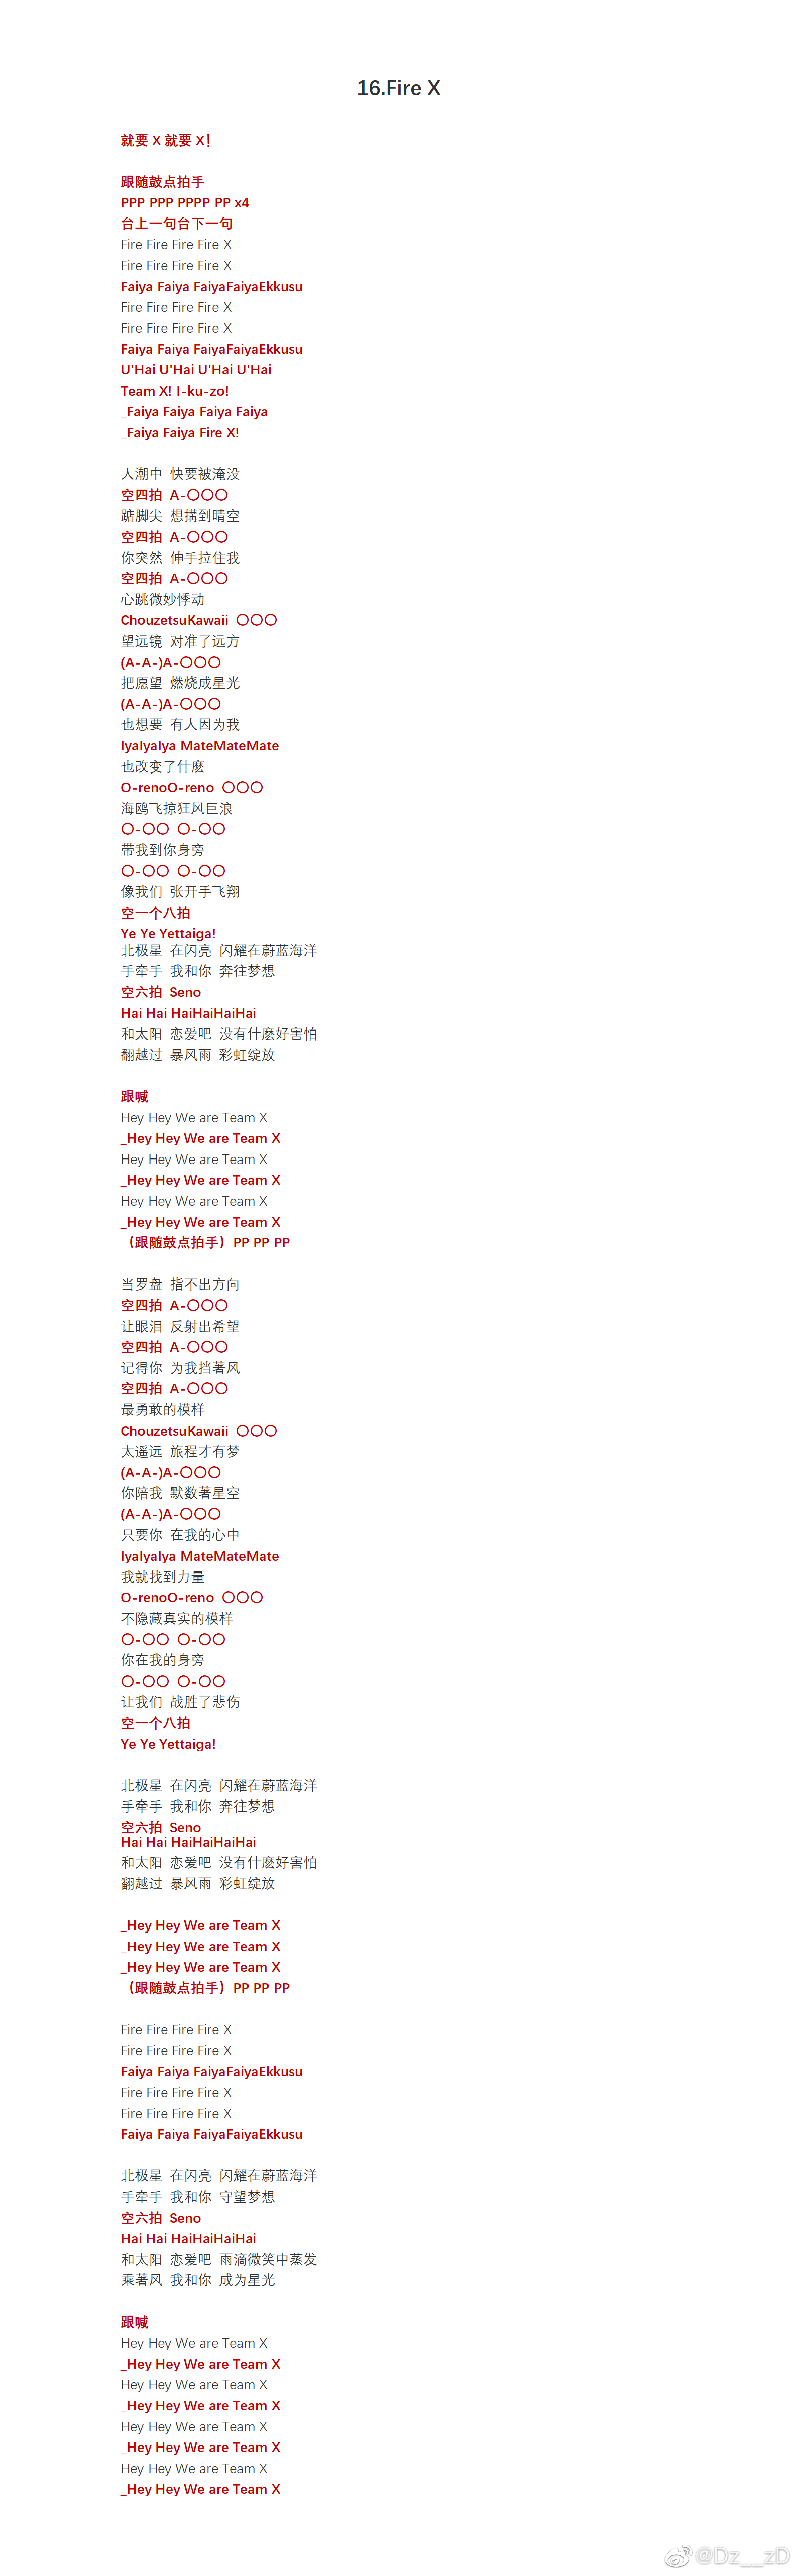 16.Fire X
就要 X 就要 X！
跟随鼓点拍手
PPP PPP PPPP PP x4
台上一句台下一句
Fire Fire Fire Fire X
Fire Fire Fire Fire X
Faiya Faiya FaiyaFaiyaEkkusu
Fire Fire Fire Fire X
Fire Fire Fire Fire X
Faiya Faiya FaiyaFaiyaEkkusu
U'Hai U'Hai U'Hai U'Hai
Team X! I-ku-zo!
_Faiya Faiya Faiya Faiya
_Faiya Faiya Fire X!
人潮中 快要被淹没
空四拍 A-〇〇〇
踮脚尖 想搆到晴空
空四拍 A-〇〇〇
你突然 伸手拉住我
空四拍 A-〇〇〇
心跳微妙悸动
ChouzetsuKawaii 〇〇〇
望远镜 对准了远方
(A-A-)A-〇〇〇
把愿望 燃烧成星光
(A-A-)A-〇〇〇
也想要 有人因为我
IyaIyaIya MateMateMate
也改变了什麽
O-renoO-reno 〇〇〇
海鸥飞掠狂风巨浪
〇-〇〇 〇-〇〇
带我到你身旁
〇-〇〇 〇-〇〇
像我们 张开手飞翔
空一个八拍
Ye Ye Yettaiga!
北极星 在闪亮 闪耀在蔚蓝海洋
手牵手 我和你 奔往梦想
空六拍 Seno
Hai Hai HaiHaiHaiHai
和太阳 恋爱吧 没有什麽好害怕
翻越过 暴风雨 彩虹绽放
跟喊
Hey Hey We are Team X
_Hey Hey We are Team X
Hey Hey We are Team X
_Hey Hey We are Team X
Hey Hey We are Team X
_Hey Hey We are Team X
（跟随鼓点拍手）PP PP PP
当罗盘 指不出方向
空四拍 A-〇〇〇
让眼泪 反射出希望
空四拍 A-〇〇〇
记得你 为我挡著风
空四拍 A-〇〇〇
最勇敢的模样
ChouzetsuKawaii 〇〇〇
太遥远 旅程才有梦
(A-A-)A-〇〇〇
你陪我 默数著星空
(A-A-)A-〇〇〇
只要你 在我的心中
IyaIyaIya MateMateMate
我就找到力量
O-renoO-reno 〇〇〇
不隐藏真实的模样
〇-〇〇 〇-〇〇
你在我的身旁
〇-〇〇 〇-〇〇
让我们 战胜了悲伤
空一个八拍
Ye Ye Yettaiga!
北极星 在闪亮 闪耀在蔚蓝海洋
手牵手 我和你 奔往梦想
空六拍 Seno
Hai Hai HaiHaiHaiHai
和太阳 恋爱吧 没有什麽好害怕
翻越过 暴风雨 彩虹绽放
_Hey Hey We are Team X
_Hey Hey We are Team X
_Hey Hey We are Team X
（跟随鼓点拍手）PP PP PP
Fire Fire Fire Fire X
Fire Fire Fire Fire X
Faiya Faiya FaiyaFaiyaEkkusu
Fire Fire Fire Fire X
Fire Fire Fire Fire X
Faiya Faiya FaiyaFaiyaEkkusu
北极星 在闪亮 闪耀在蔚蓝海洋
手牵手 我和你 守望梦想
空六拍 Seno
Hai Hai HaiHaiHaiHai
和太阳 恋爱吧 雨滴微笑中蒸发
乘著风 我和你 成为星光
跟喊
Hey Hey We are Team X
_Hey Hey We are Team X
Hey Hey We are Team X
_Hey Hey We are Team X
Hey Hey We are Team X
_Hey Hey We are Team X
Hey Hey We are Team X
_Hey Hey We are Team X
@Dz__zD